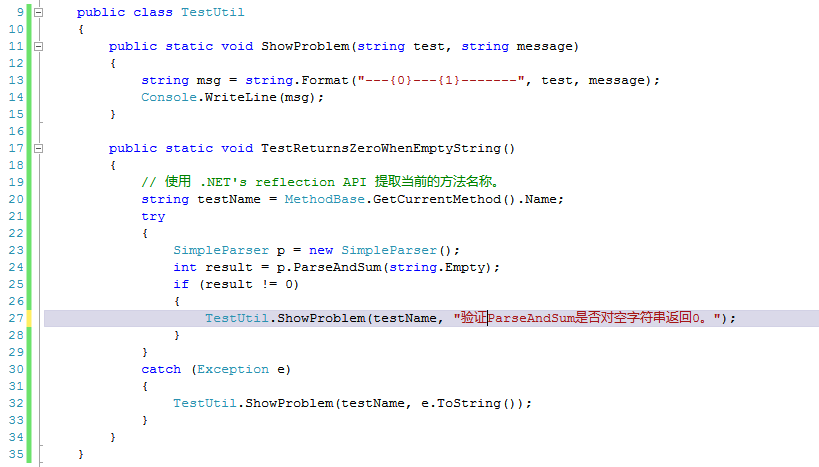 9 public class TestUtil
10 {
11 public static void ShowProblem(string test, string message)
12 {
13 string msg = string.Format("---{0}---{1}-------", test, message);
14 Console.WriteLine(msg);
15 }
16
17 public static void TestReturnsZeroWhenEmptyString()
18 {
19 // 使用 .NET's reflection API 提取当前的方法名称。
20 string testName = MethodBase.GetCurrentMethod().Name;
21 try
22 {
23 SimpleParser p = new SimpleParser();
24 int result = p.ParseAndSum(string.Empty);
25 if (result != 0)
26 {
27 TestUtil.ShowProblem(testName, "验证ParseAndSum是否对空字符串返回0。");
28 }
29 }
30 catch (Exception e)
31 {
32 TestUtil.ShowProblem(testName, e.ToString());
33 }
34 }
35 }